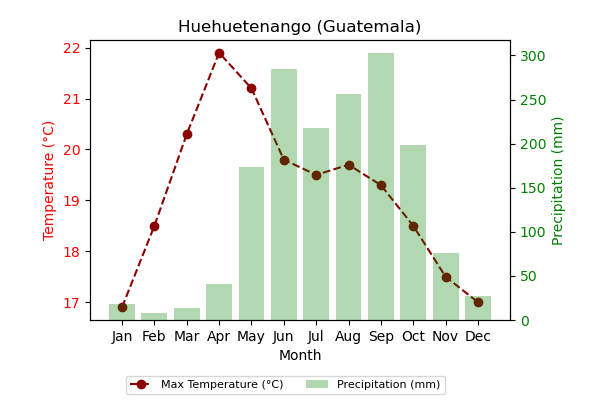 Huehuetenango (Guatemala)
22
21
20
19
18
17
Temperature (°C)
300
250
200
150
100
50
0
Precipitation (mm)
Jan Feb Mar Apr May Jun Jul Aug Sep Oct Nov Dec
Month
Max Temperature (°C) Precipitation (mm)